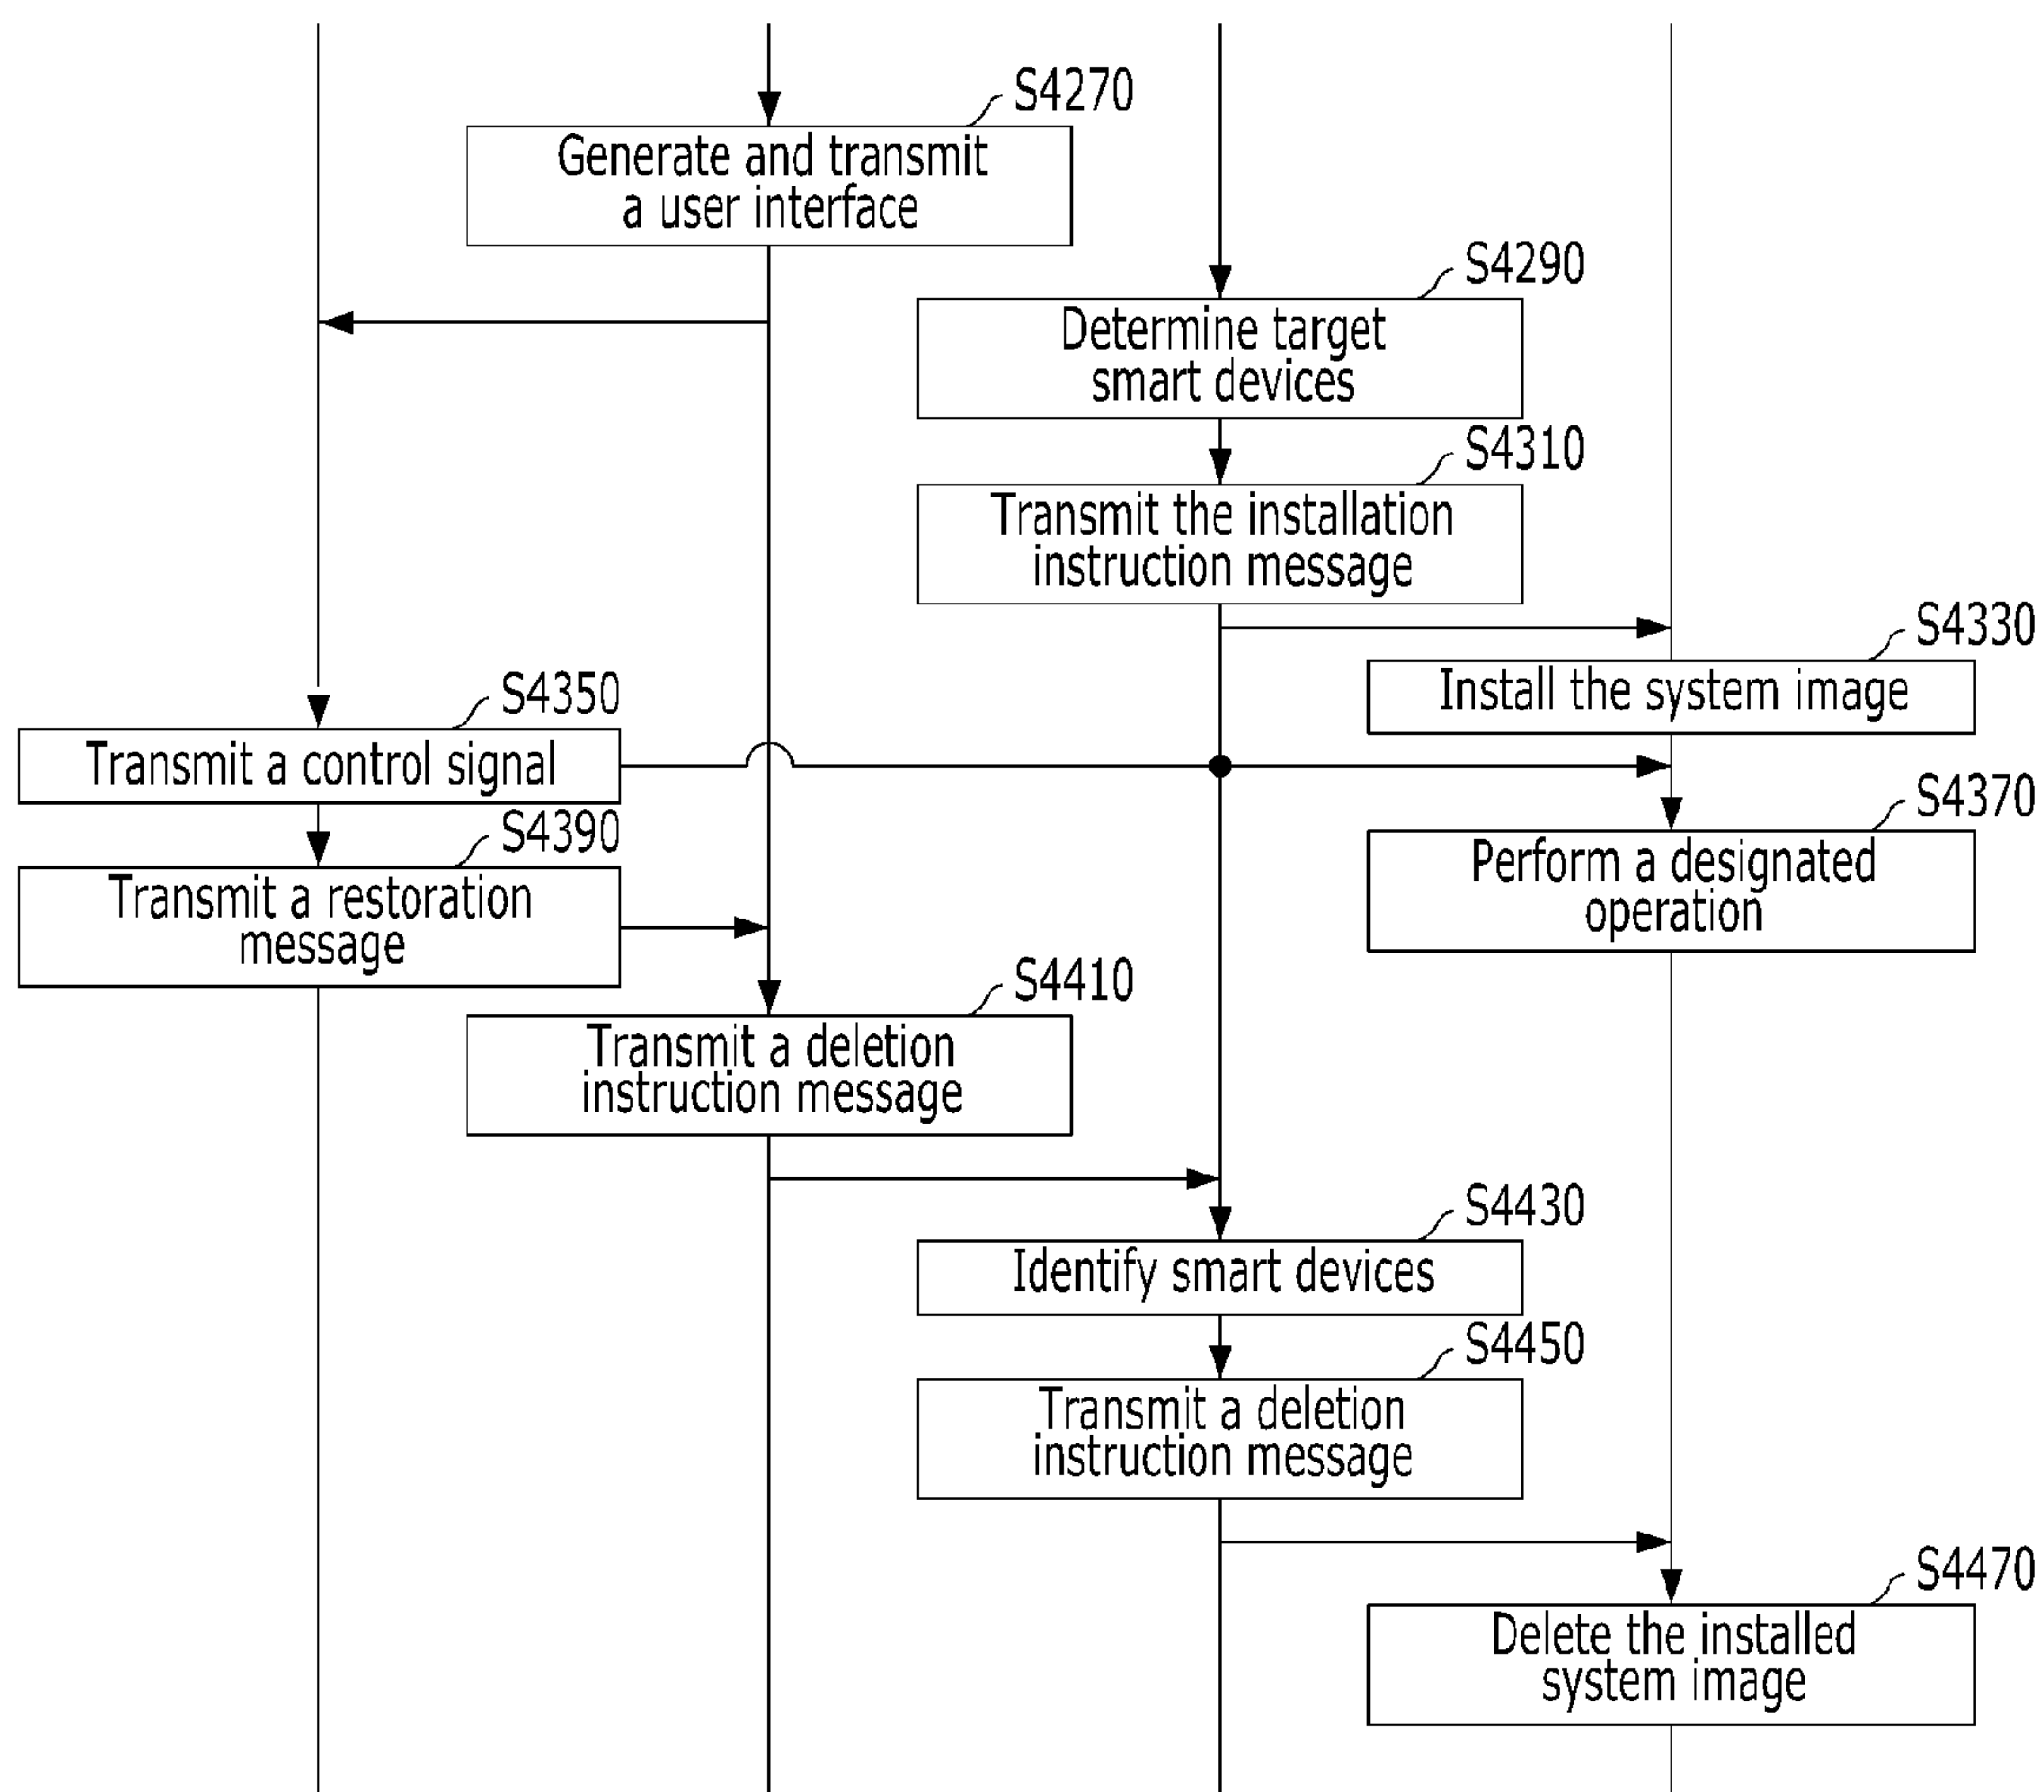 S4270
Generate and transmit
a user interface
S4290
Determine target
smart devices
S4310
Transmit the installation
instruction message
S4330
Install the system image
S4350
Transmit a control signal
S4370
Perform a designated
operation
S4390
Transmit a restoration
message
S4410
Transmit a deletion
instruction message
S4430
Identify smart devices
S4450
Transmit a deletion
instruction message
S4470
Delete the installed
system image